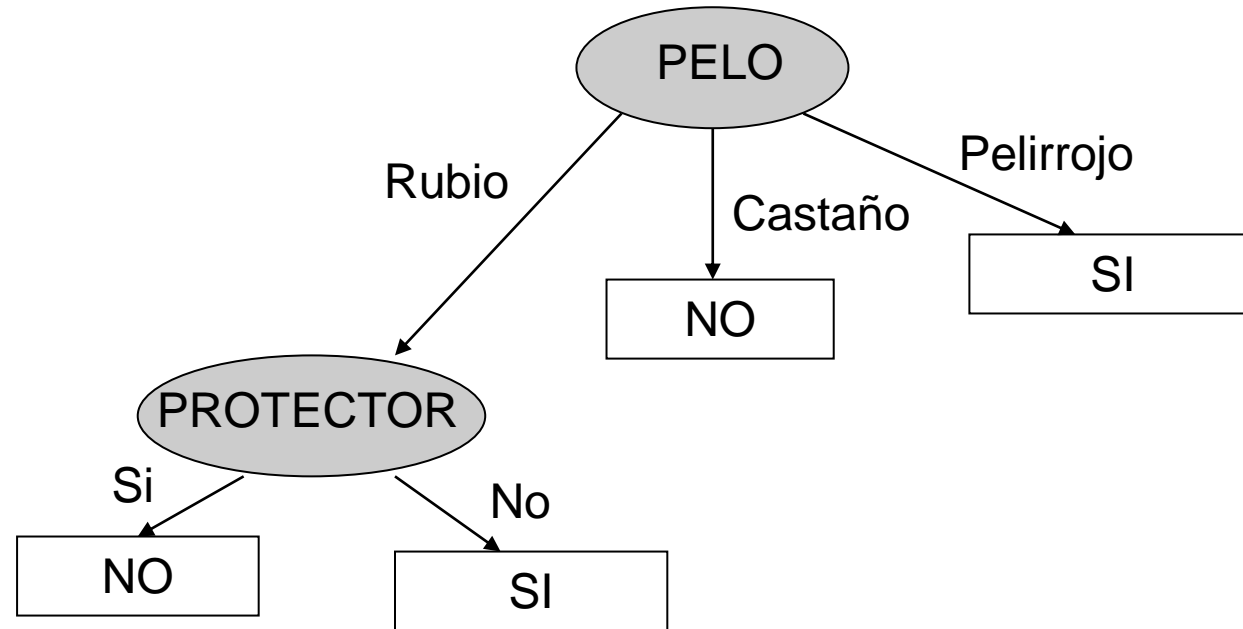 PELO
Rubio
Pelirrojo
Castaño
SI
NO
PROTECTOR
Si
No
NO
SI